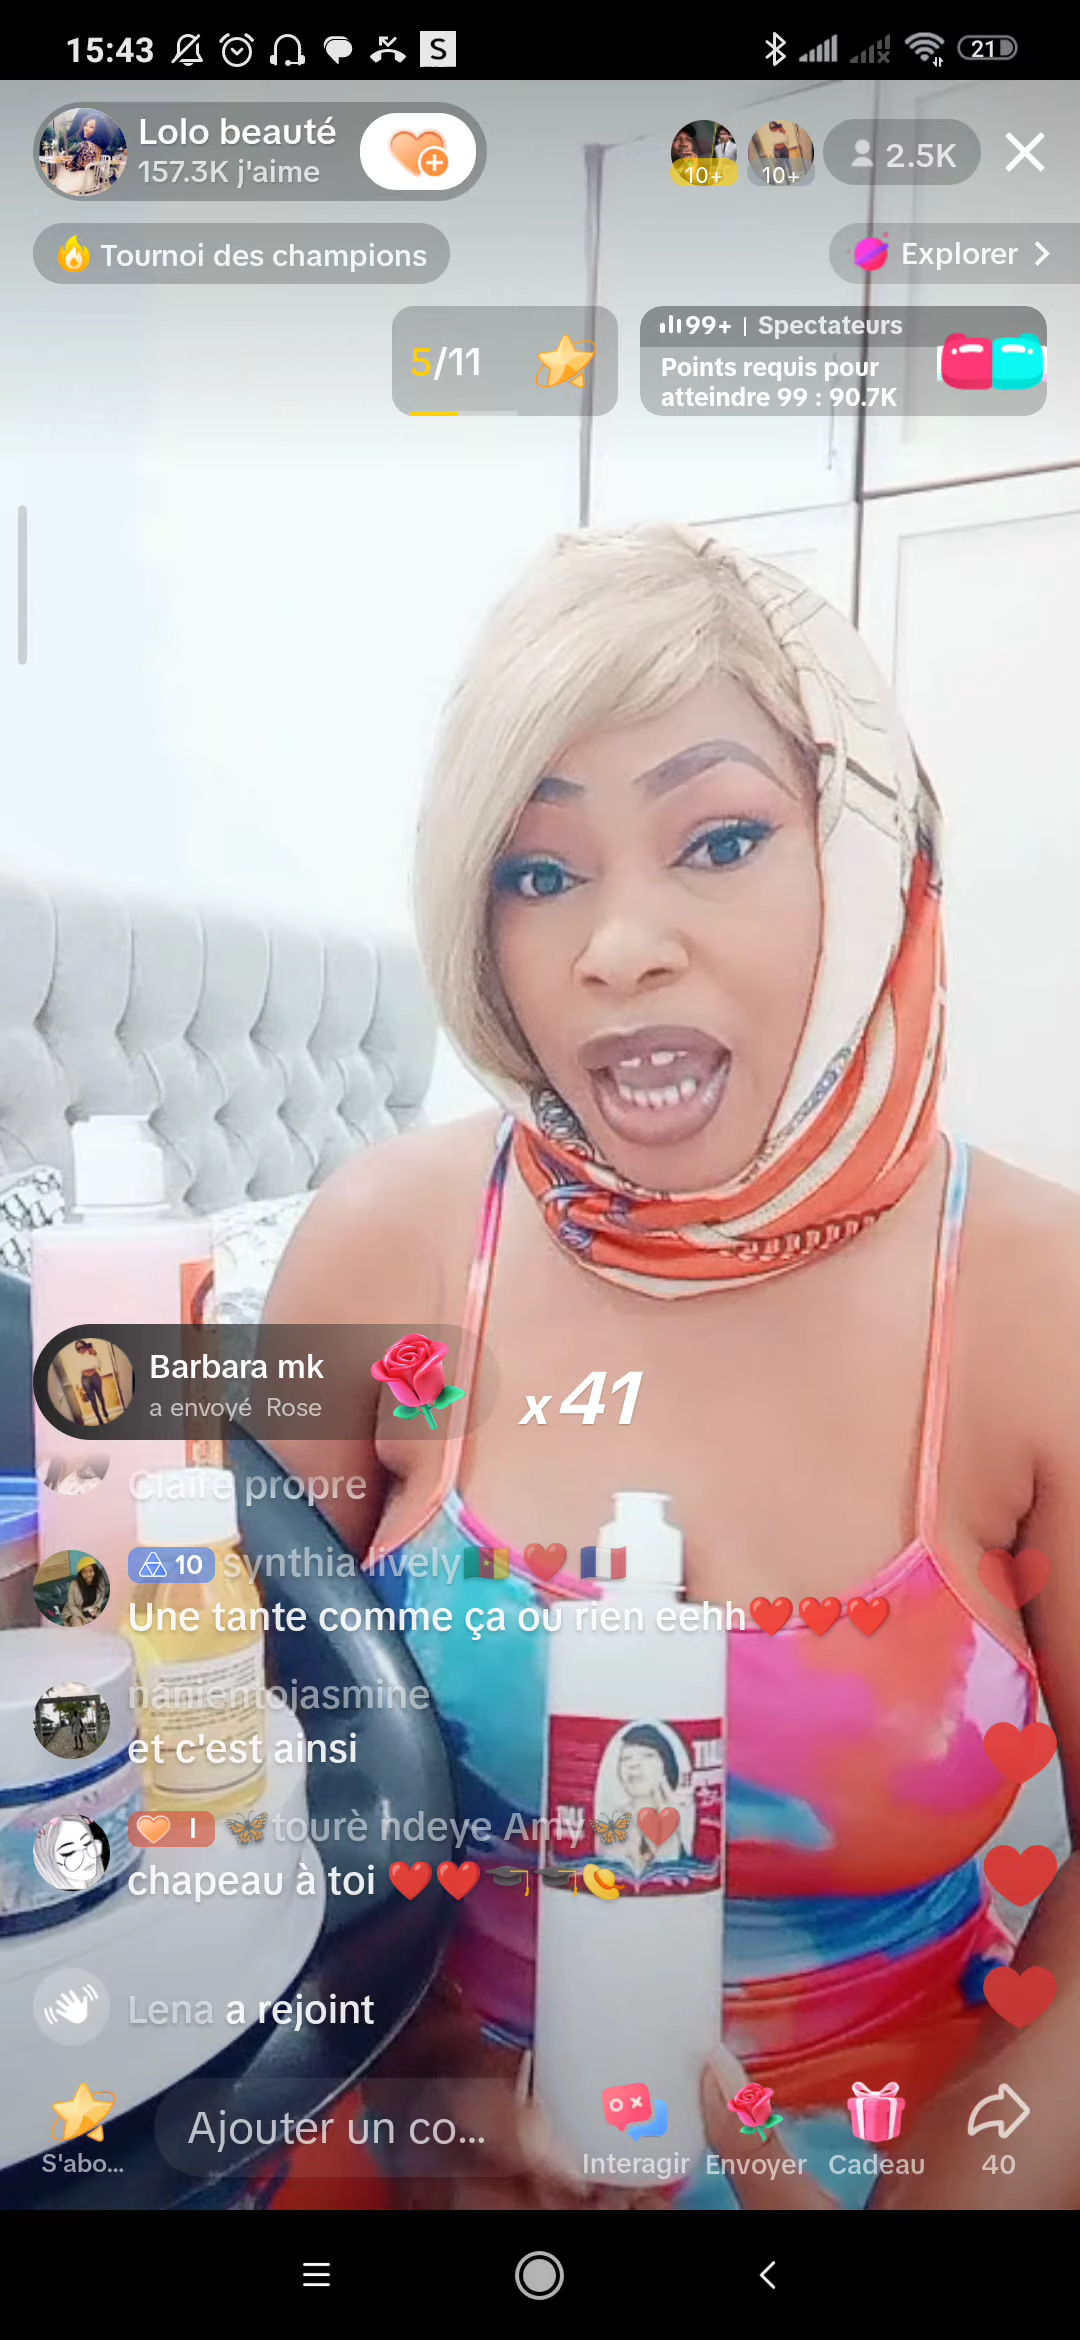 15:43
S
21
Lolo beauté
157.3K j'aime
10+
10+
2.5K
Tournoi des champions
Explorer
5/11
99+ | Spectateurs
Points requis pour
atteindre 99 : 90.7K
Barbara mk
a envoyé Rose
x 41
Claire propre
10 synthia lively🇨🇲❤️🇫🇷
Une tante comme ça ou rien eehh❤️❤️❤️
nanientojasmine
et c'est ainsi
I 🦋tourè ndeye Amy🦋❤️
chapeau à toi ❤️❤️🎓🎓👒
Lena a rejoint
S'abo...
Ajouter un co...
Interagir
Envoyer
Cadeau
40